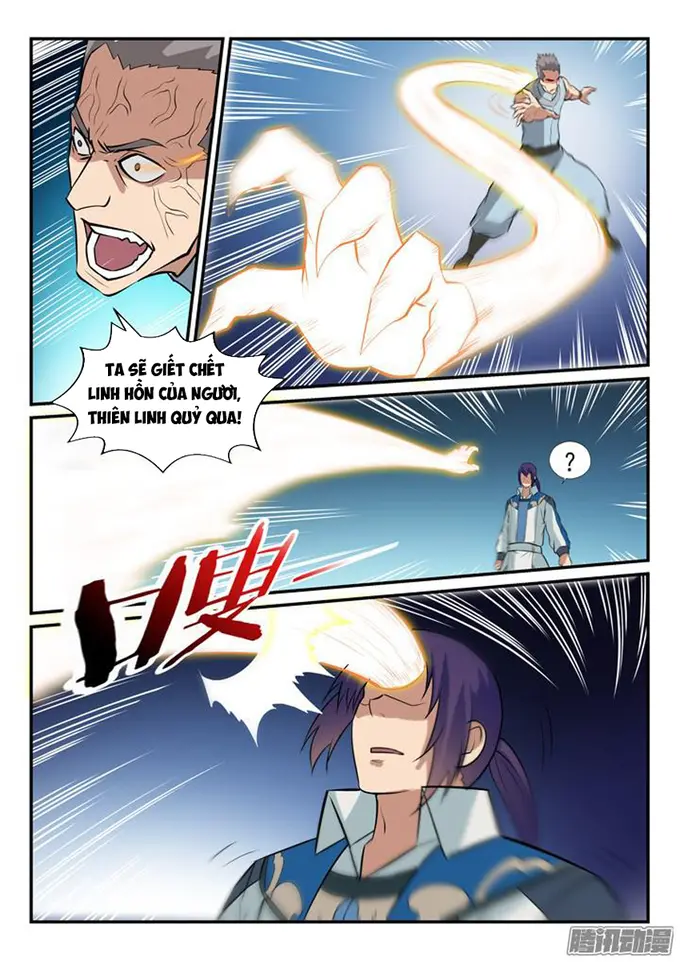 TA SẼ GIẾT CHẾT
LINH HỒN CỦA NGƯƠI,
THIÊN LINH QUỶ QUA!
?
嗖
腾讯动漫